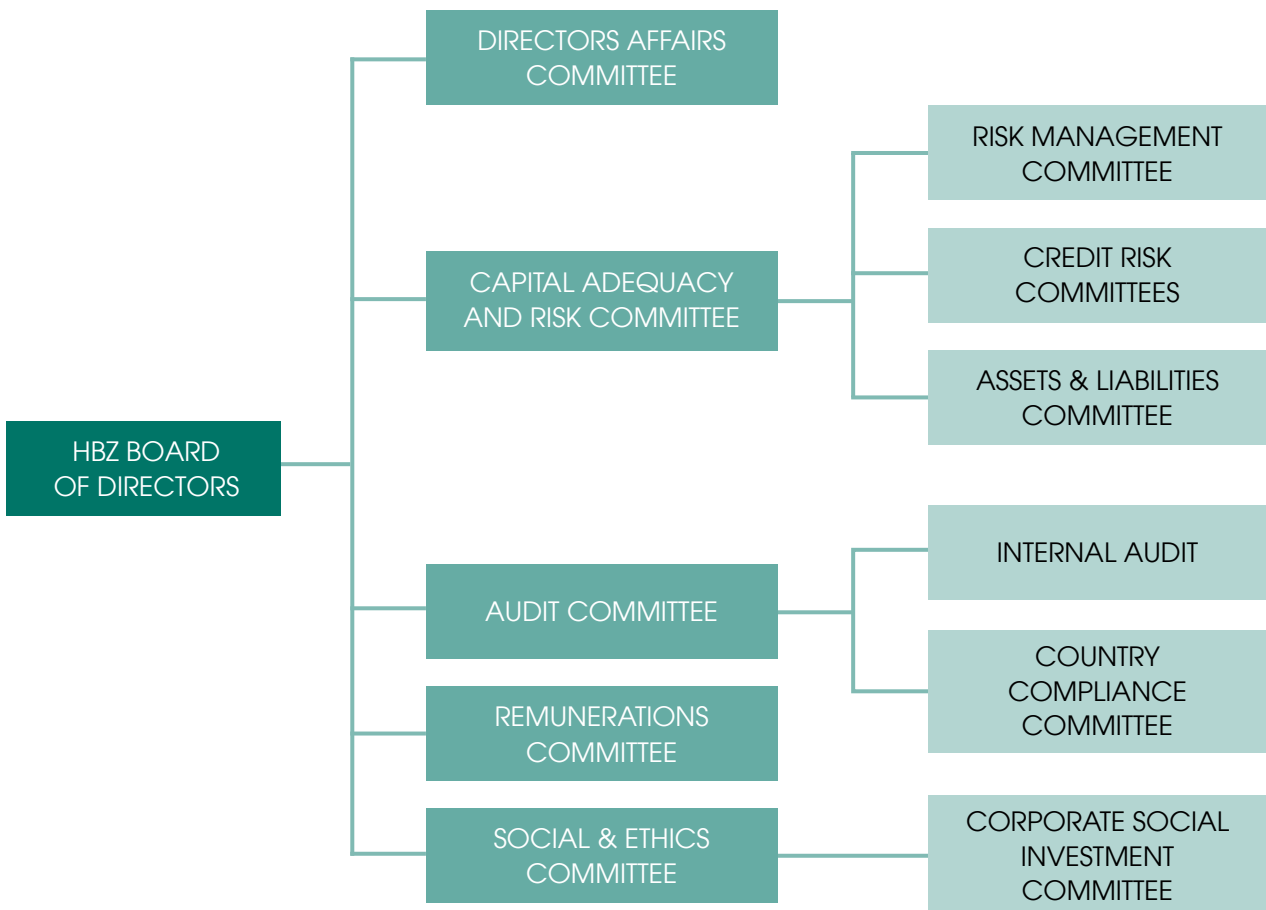 HBZ BOARD
OF DIRECTORS
DIRECTORS AFFAIRS
COMMITTEE
CAPITAL ADEQUACY
AND RISK COMMITTEE
RISK MANAGEMENT
COMMITTEE
CREDIT RISK
COMMITTEES
ASSETS & LIABILITIES
COMMITTEE
AUDIT COMMITTEE
INTERNAL AUDIT
COUNTRY
COMPLIANCE
COMMITTEE
REMUNERATIONS
COMMITTEE
SOCIAL & ETHICS
COMMITTEE
CORPORATE SOCIAL
INVESTMENT
COMMITTEE